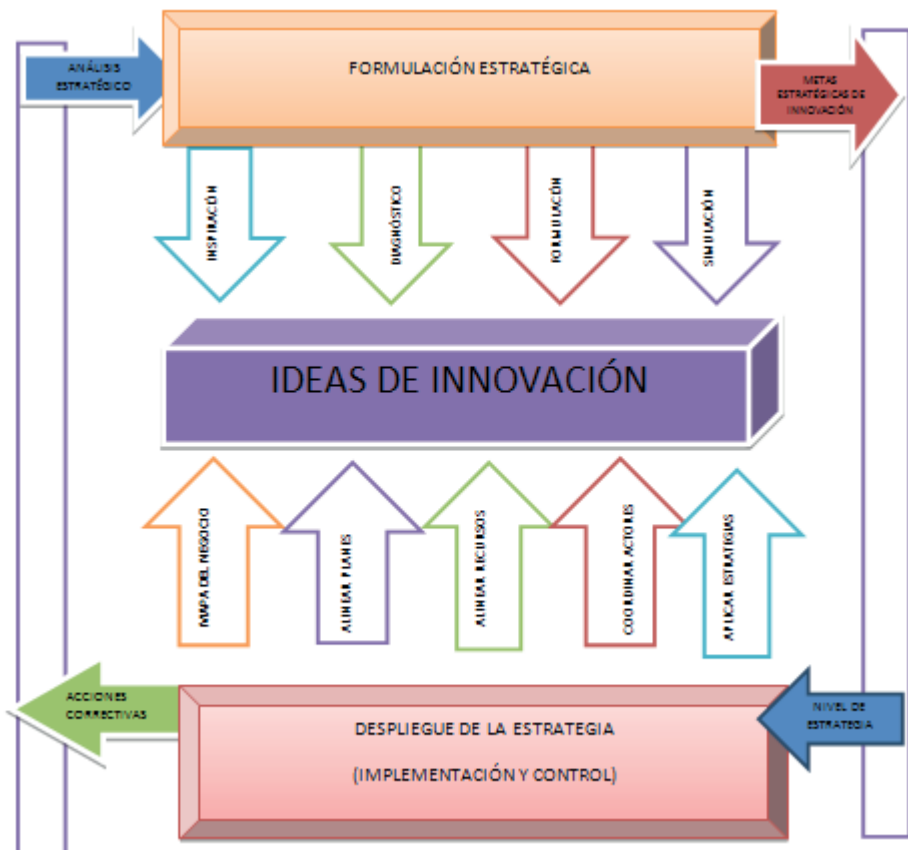 ANÁLISIS
ESTRATÉGICO
FORMULACIÓN ESTRATÉGICA
METAS
ESTRATÉGICAS DE
INNOVACIÓN
INSPIRACIÓN
DIAGNÓSTICO
FORMULACÓN
SIMULACIÓN
IDEAS DE INNOVACIÓN
MAPA DEL NEGOCIO
ALINEAR PLANES
ALINEAR RECURSOS
COORDINAR ACTORES
APLICAR ESTRATEGIAS
ACCIONES
CORRECTIVAS
DESPLIEGUE DE LA ESTRATEGIA
(IMPLEMENTACIÓN Y CONTROL)
NIVEL DE
ESTRATEGIA